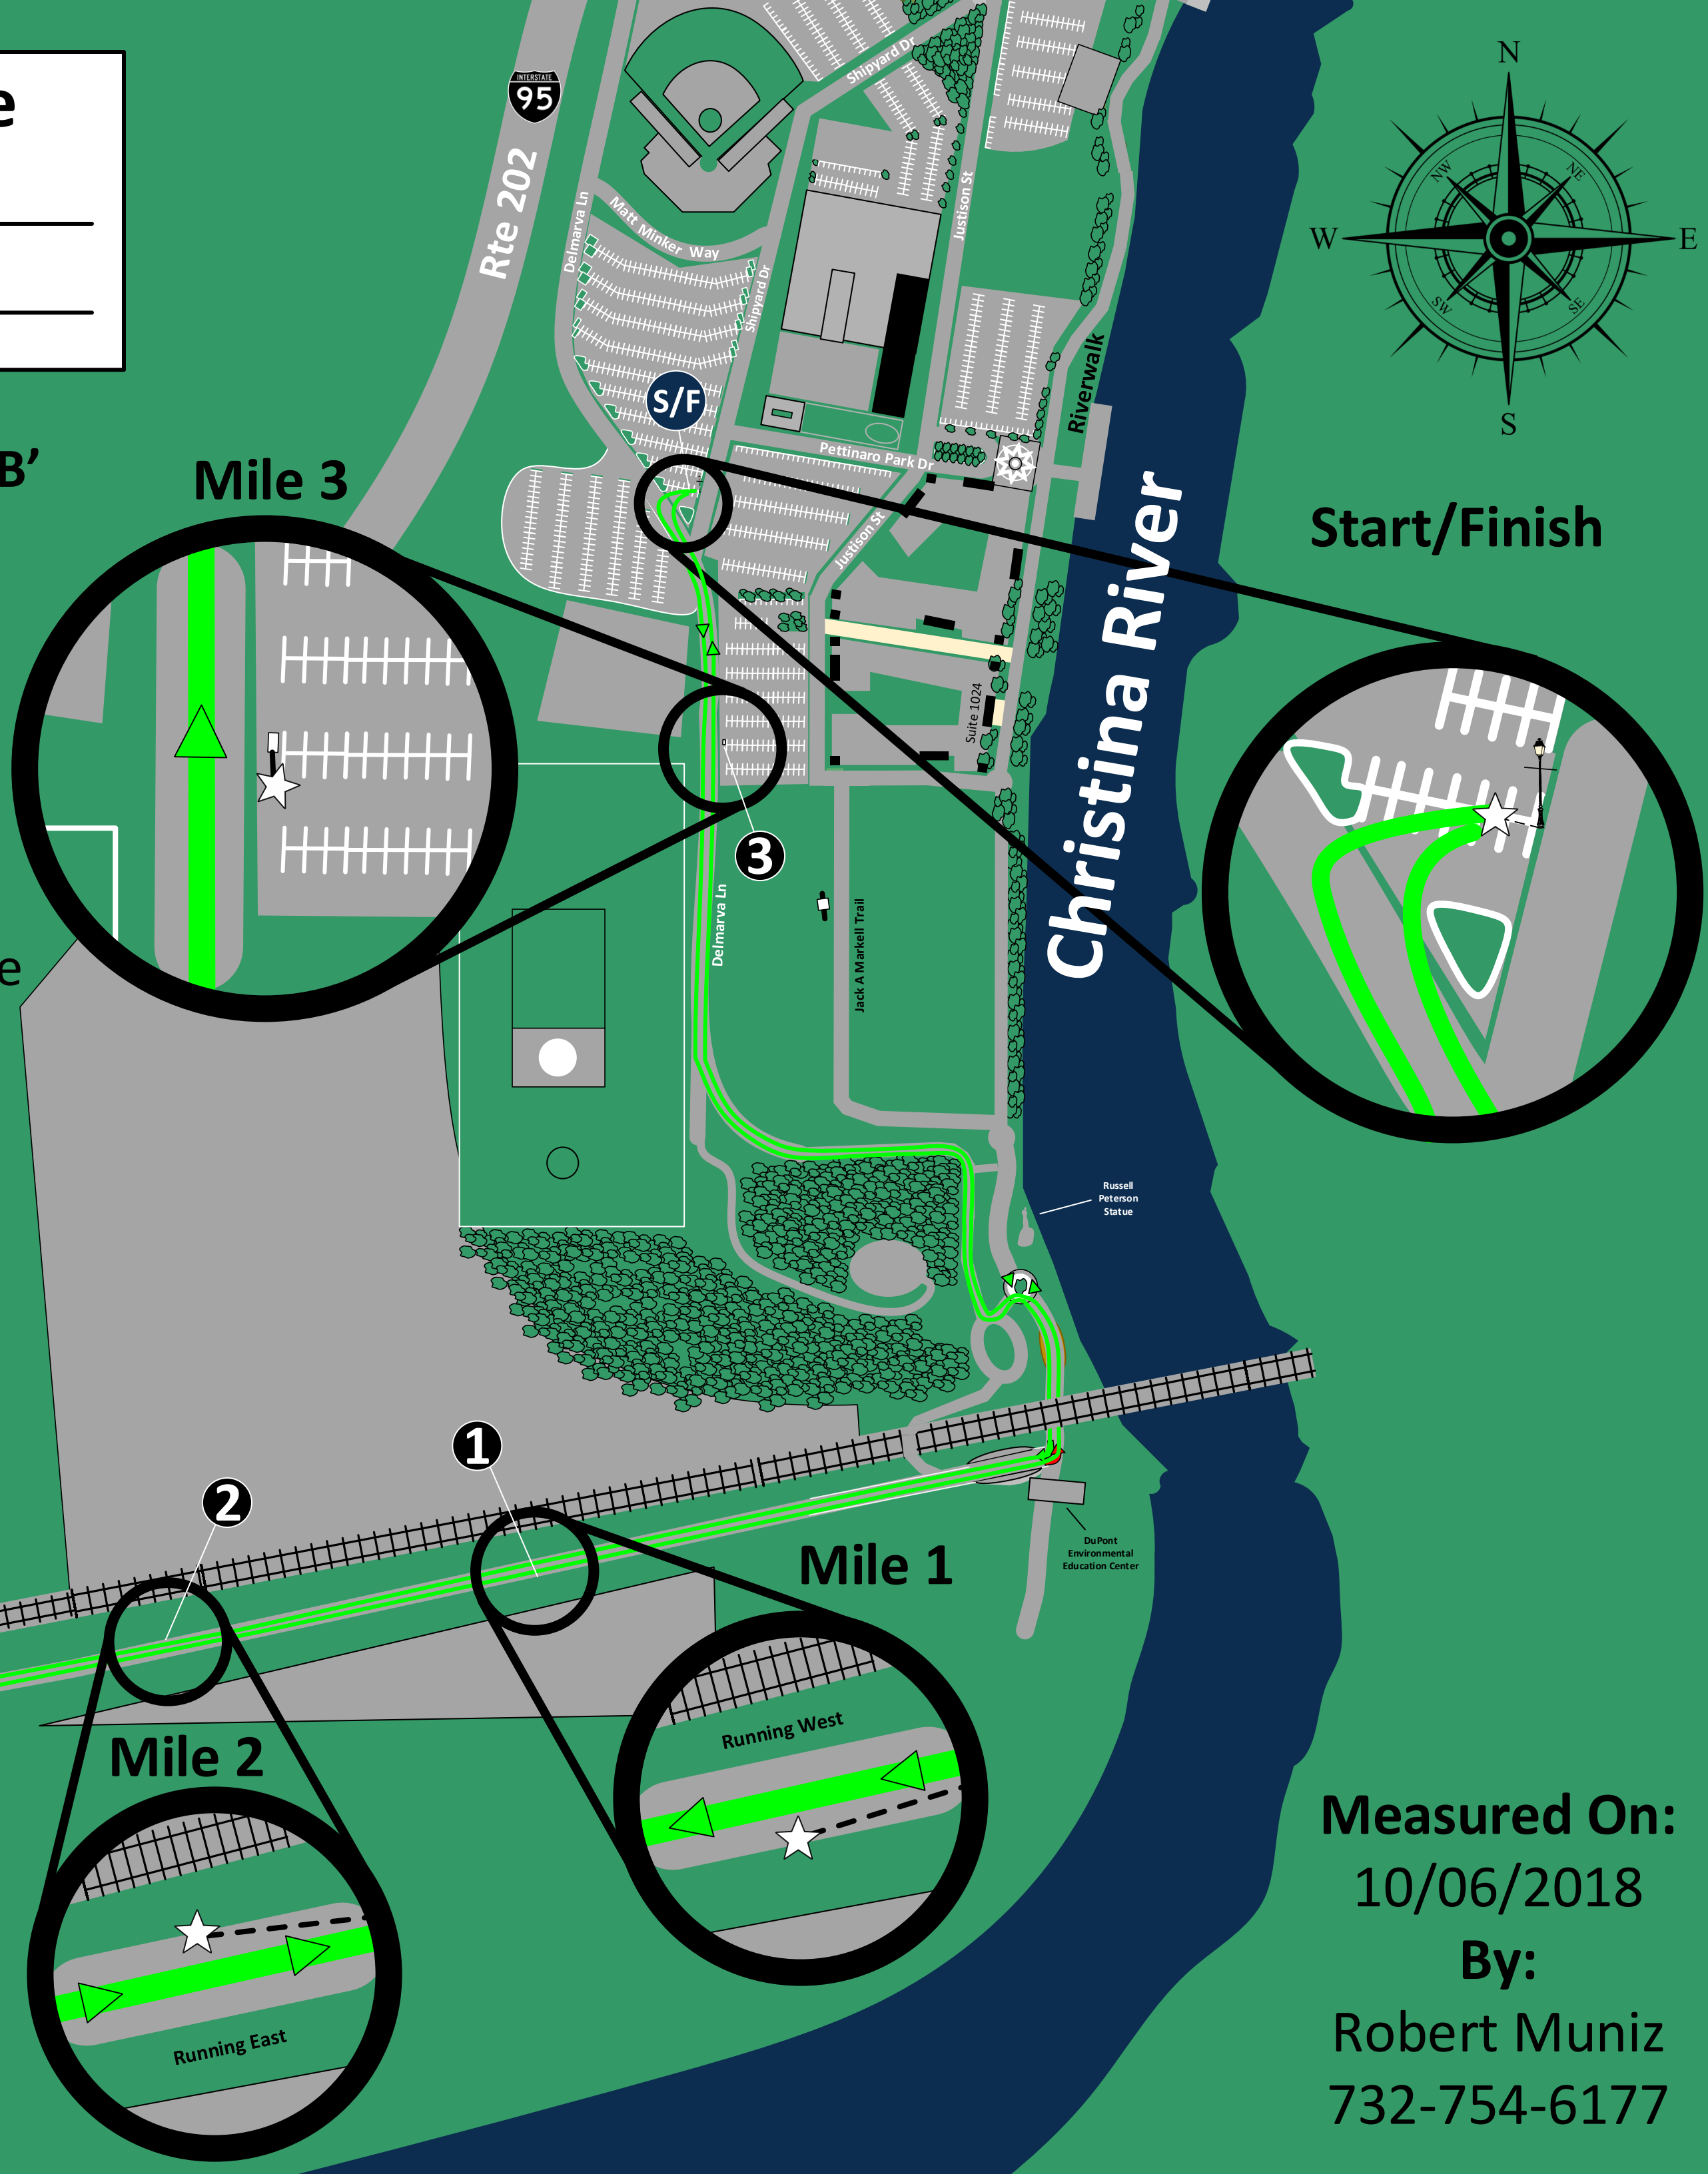 e
B’
e
INTERSTATE
95
Rte 202
Shipyard Dr
Justison St
Delmarva Ln
Matt Minker Way
Shipyard Dr
S/F
Riverwalk
Pettinaro Park Dr
Justison St
Suite 1024
Christina River
N
NE
E
SE
S
SW
W
NW
Start/Finish
Mile 3
3
Delmarva Ln
Jack A Markell Trail
Russell
Peterson
Statue
1
2
DuPont
Environmental
Education Center
Mile 1
Running West
Mile 2
Running East
Measured On:
10/06/2018
By:
Robert Muniz
732-754-6177